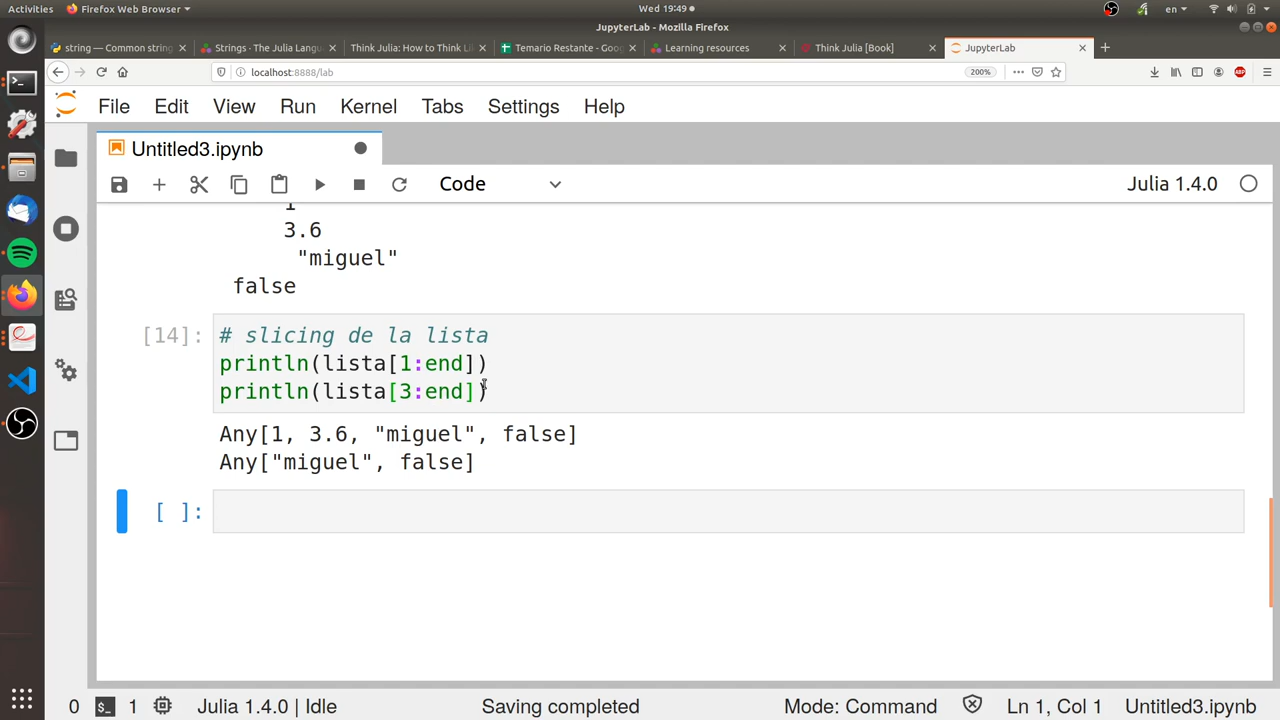 Activities Firefox Web Browser Wed 19:49 en
JupyterLab - Mozilla Firefox
string — Common string Strings · The Julia Langu Think Julia: How to Think Li Temario Restante - Goog Learning resources Think Julia [Book] JupyterLab
localhost:8888/lab 200% ABP
File Edit View Run Kernel Tabs Settings Help
Untitled3.ipynb
Code Julia 1.4.0
1
3.6
"miguel"
false
[14]: # slicing de la lista
println(lista[1:end])
println(lista[3:end])
Any[1, 3.6, "miguel", false]
Any["miguel", false]
[ ]:
0 $_ 1 Julia 1.4.0 | Idle Saving completed Mode: Command Ln 1, Col 1 Untitled3.ipynb